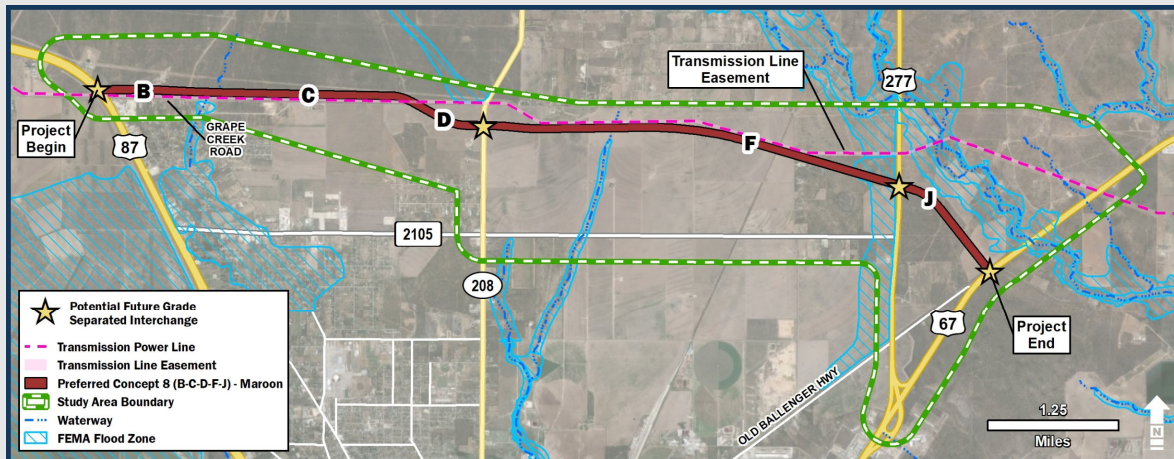 B
C
D
F
J
277
Transmission Line
Easement
Project
Begin
87
GRAPE
CREEK
ROAD
2105
208
67
Project
End
OLD BALLENGER HWY
1.25
Miles
N
Potential Future Grade
Separated Interchange
Transmission Power Line
Transmission Line Easement
Preferred Concept 8 (B-C-D-F-J) - Maroon
Study Area Boundary
Waterway
FEMA Flood Zone